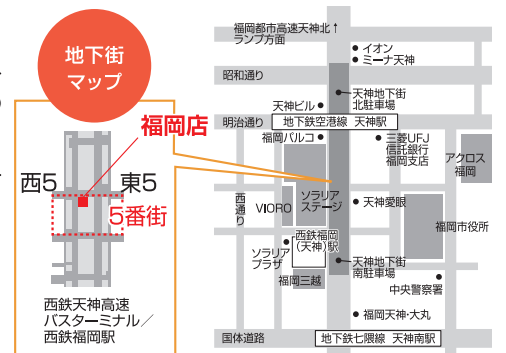 地下街
マップ
福岡店
西5
東5
5番街
西鉄天神高速
バスターミナル／
西鉄福岡駅
福岡都市高速天神北↑
ランプ方面
イオン
ミーナ天神
昭和通り
天神地下街
北駐車場
天神ビル
明治通り
地下鉄空港線 天神駅
福岡パルコ
三菱UFJ
信託銀行
福岡支店
アクロス
福岡
西通り
VIORO
ソラリア
ステージ
天神愛眼
福岡市役所
西鉄福岡
(天神)駅
ソラリア
プラザ
天神地下街
南駐車場
福岡三越
中央警察署
福岡天神・大丸
国体道路
地下鉄七隈線 天神南駅